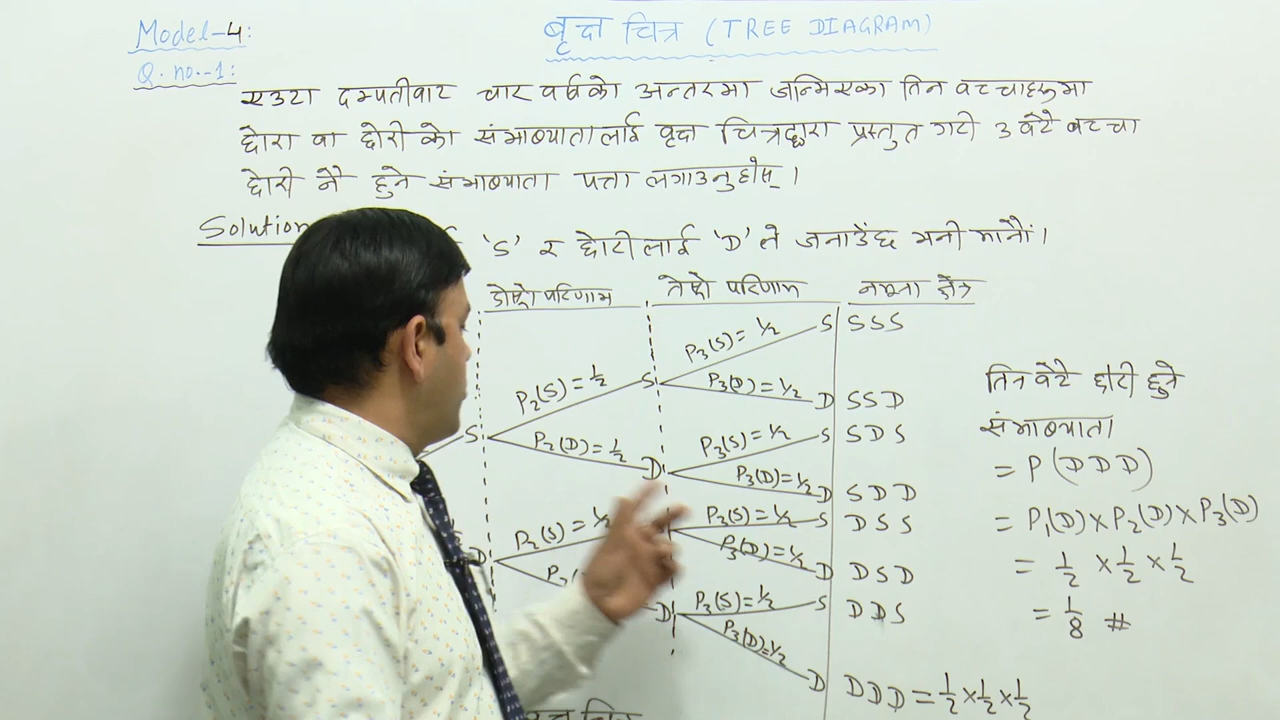 Model-4:
वृक्ष चित्र (TREE DIAGRAM)
Q. no.-1:
एउटा दम्पतीबाट चार वर्षको अन्तरमा जन्मिएका तिन बच्चाहरूमा
छोरा वा छोरीको संभाव्यतालाई वृक्ष चित्रद्धारा प्रस्तुत गरी 3 वटै बच्चा
छोरी नै हुने संभाव्यता पत्ता लगाउनुहोस् ।
Solution
'S' र छोरीलाई 'D' ले जनाउँछ भनी मानौं।
दोस्रो परिणाम
तेस्रो परिणाम
नमूना क्षेत्र
P₃(S)=1/2 S SSS
P₂(S)=1/2 S
P₃(D)=1/2 D SSD
S
P₂(D)=1/2 D
P₃(S)=1/2 S SDS
P₃(D)=1/2 D SDD
P₂(S)=1/2
P₃(S)=1/2 S DSS
D
P₃(D)=1/2 D DSD
P₃(S)=1/2 S DDS
D
P₃(D)=1/2 D DDD=1/2×1/2×1/2
तिन वटै छोरी हुने
संभाव्यता
= P(DDD)
= P₁(D)×P₂(D)×P₃(D)
= 1/2 ×1/2×1/2
= 1/8 #
चित्र